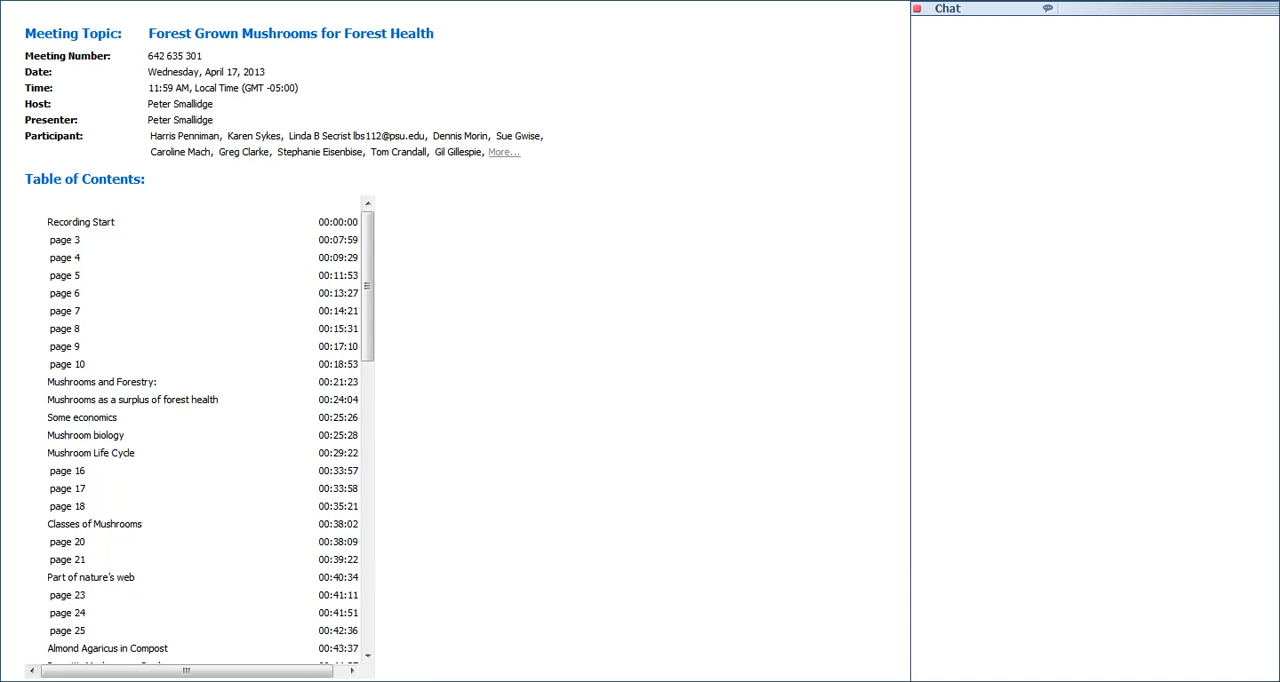 Chat
Meeting Topic: Forest Grown Mushrooms for Forest Health
Meeting Number: 642 635 301
Date: Wednesday, April 17, 2013
Time: 11:59 AM, Local Time (GMT -05:00)
Host: Peter Smallidge
Presenter: Peter Smallidge
Participant: Harris Penniman, Karen Sykes, Linda B Secrist lbs112@psu.edu, Dennis Morin, Sue Gwise,
Caroline Mach, Greg Clarke, Stephanie Eisenbise, Tom Crandall, Gil Gillespie, More...
Table of Contents:
Recording Start 00:00:00
page 3 00:07:59
page 4 00:09:29
page 5 00:11:53
page 6 00:13:27
page 7 00:14:21
page 8 00:15:31
page 9 00:17:10
page 10 00:18:53
Mushrooms and Forestry: 00:21:23
Mushrooms as a surplus of forest health 00:24:04
Some economics 00:25:26
Mushroom biology 00:25:28
Mushroom Life Cycle 00:29:22
page 16 00:33:57
page 17 00:33:58
page 18 00:35:21
Classes of Mushrooms 00:38:02
page 20 00:38:09
page 21 00:39:22
Part of nature's web 00:40:34
page 23 00:41:11
page 24 00:41:51
page 25 00:42:36
Almond Agaricus in Compost 00:43:37